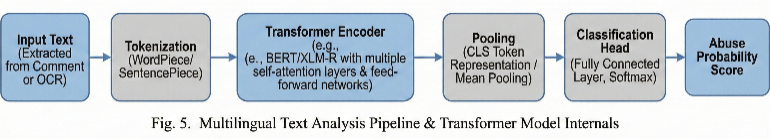 Input Text
(Extracted
from Comment
or OCR)
Tokenization
(WordPiece/
SentencePiece)
Transformer Encoder
(e.g.,
(e., BERT/XLM-R with multiple
self-attention layers & feed-
forward networks)
Pooling
(CLS Token
Representation /
Mean Pooling)
Classification
Head
(Fully Connected
Layer, Softmax)
Abuse
Probability
Score
Fig. 5. Multilingual Text Analysis Pipeline & Transformer Model Internals